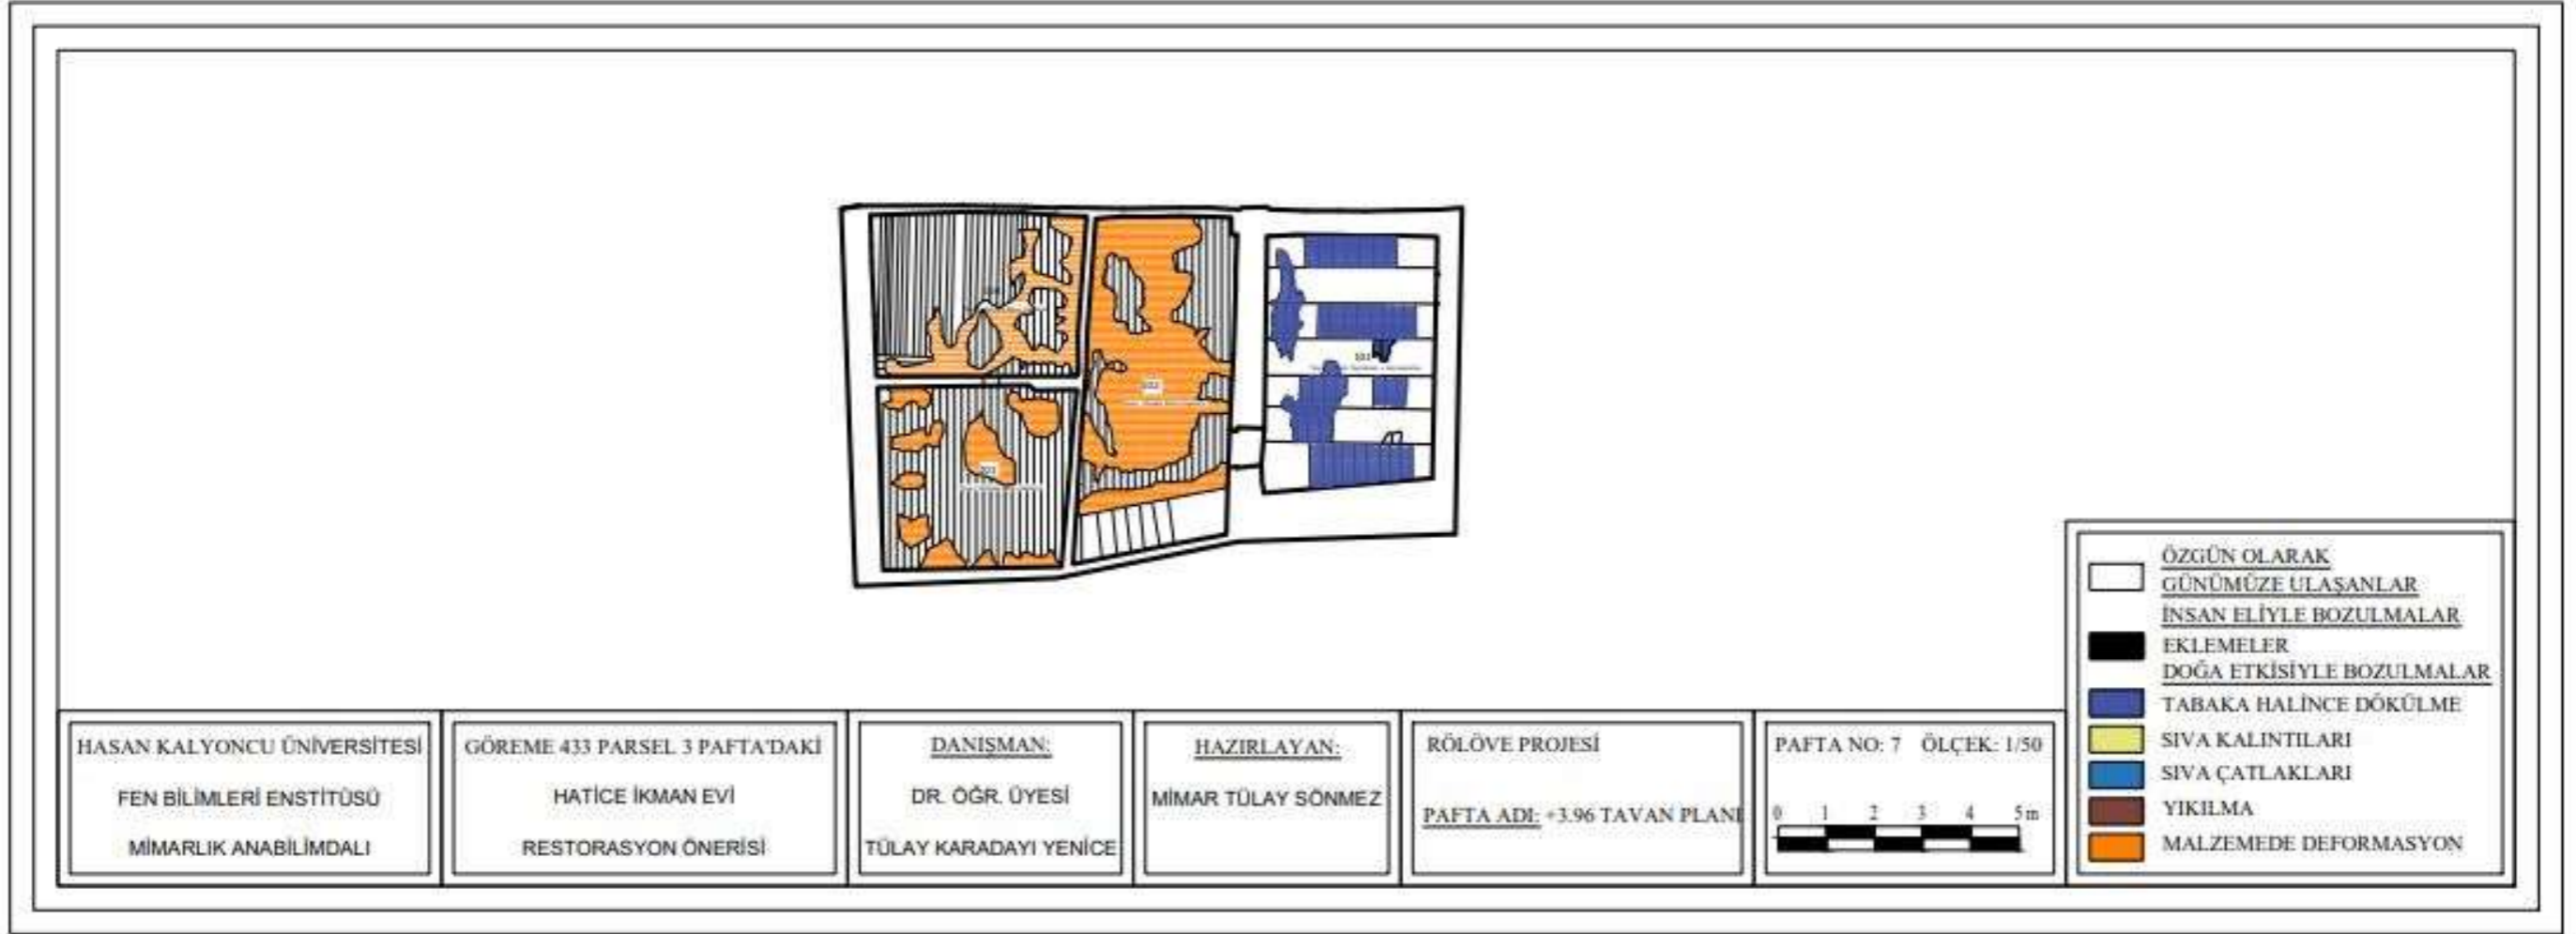 102
101
ÖZGÜN OLARAK
GÜNÜMÜZE ULAŞANLAR
İNSAN ELİYLE BOZULMALAR
EKLEMELER
DOĞA ETKİSİYLE BOZULMALAR
TABAKA HALİNCE DÖKÜLME
SIVA KALINTILARI
SIVA ÇATLAKLARI
YIKILMA
MALZEMEDE DEFORMASYON
HASAN KALYONCU ÜNİVERSİTESİ
FEN BİLİMLERİ ENSTİTÜSÜ
MİMARLIK ANABİLİMDALI
GÖREME 433 PARSEL 3 PAFTA'DAKİ
HATİCE İKMAN EVİ
RESTORASYON ÖNERİSİ
DANIŞMAN:
DR. ÖĞR. ÜYESİ
TÜLAY KARADAYI YENİCE
HAZIRLAYAN:
MİMAR TÜLAY SÖNMEZ
RÖLÖVE PROJESİ
PAFTA ADI: +3.96 TAVAN PLANI
PAFTA NO: 7 ÖLÇEK: 1/50
0 1 2 3 4 5 m